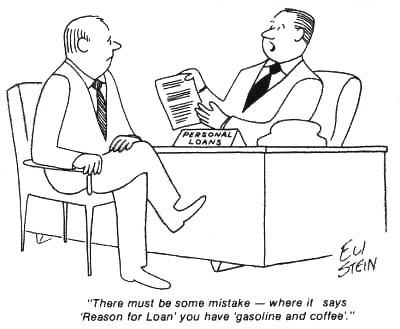 PERSONAL
LOANS
ELI
STEIN
"There must be some mistake — where it says
'Reason for Loan' you have 'gasoline and coffee'."